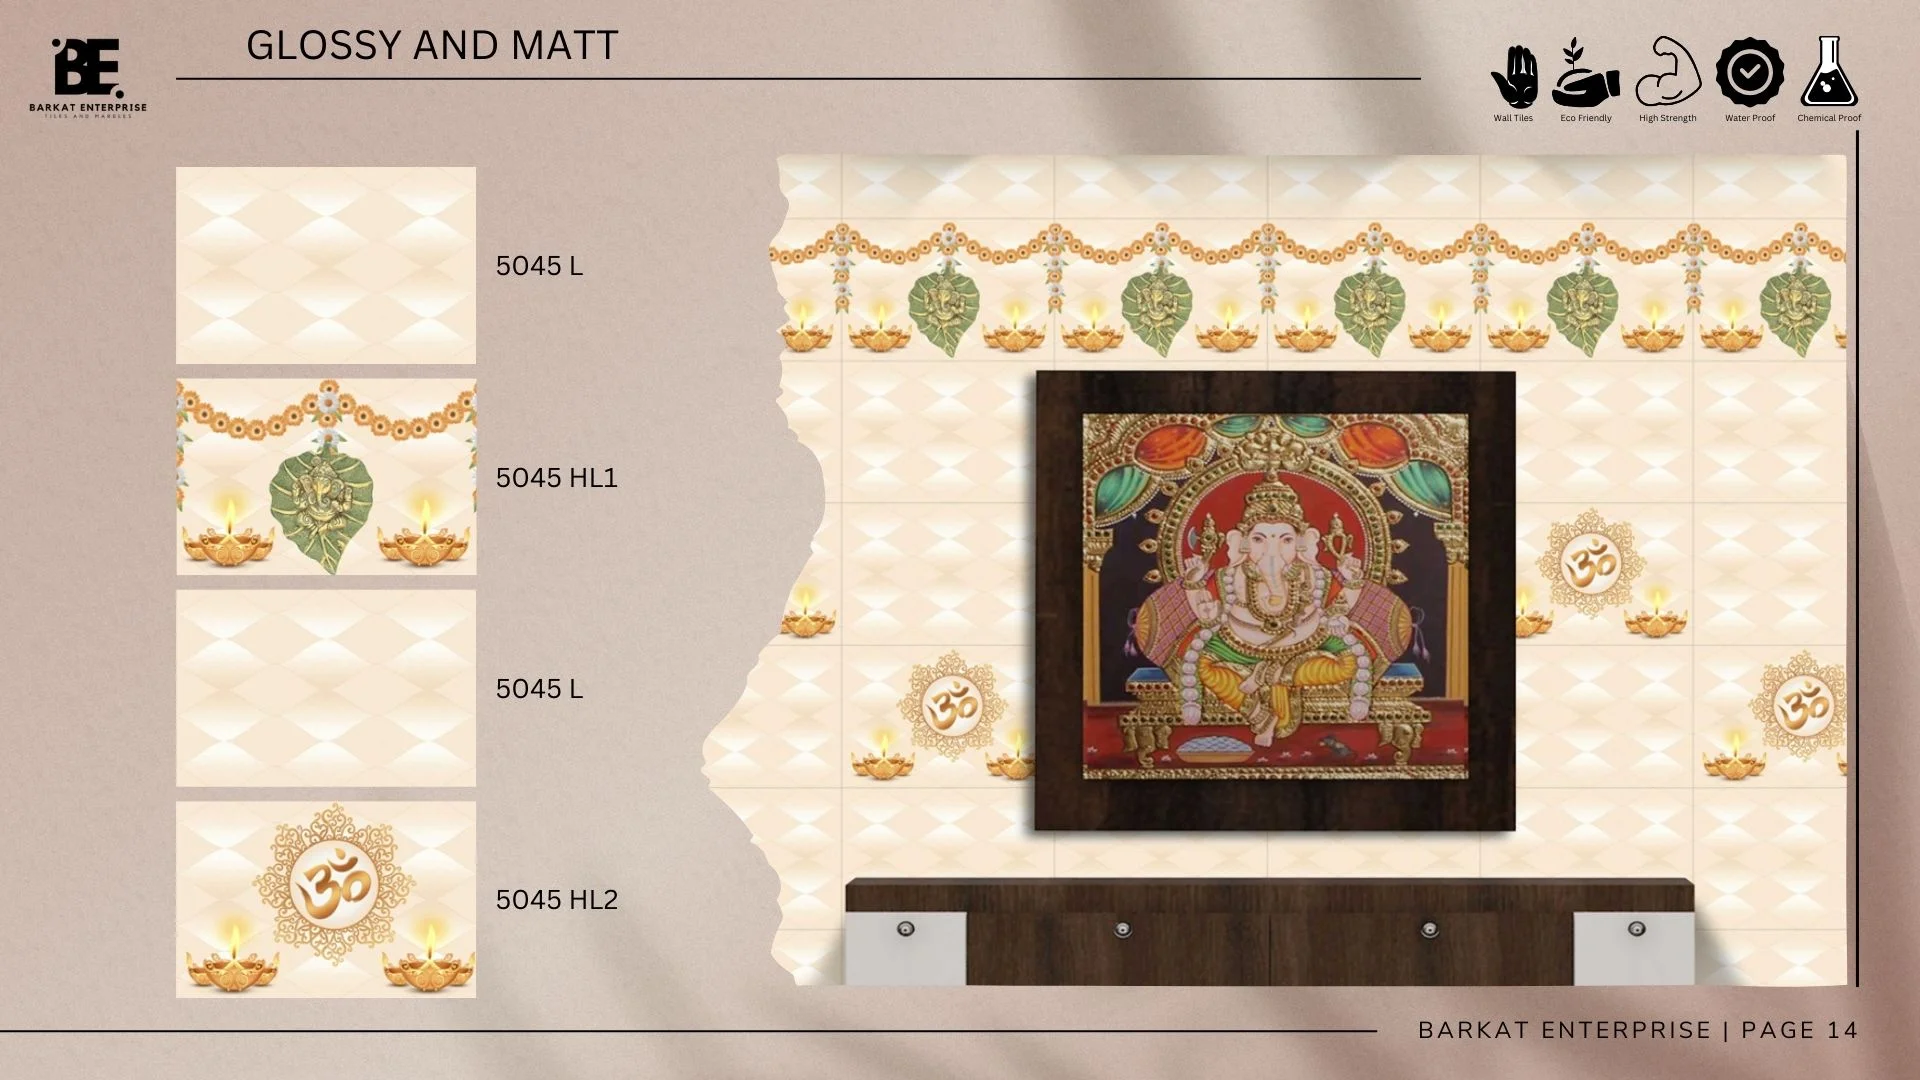 GLOSSY AND MATT
BE.
BARKAT ENTERPRISE
TILES AND MARBLES
Wall Tiles
Eco Friendly
High Strength
Water Proof
Chemical Proof
5045 L
5045 HL1
5045 L
5045 HL2
ॐ
ॐ
ॐ
ॐ
BARKAT ENTERPRISE | PAGE 14